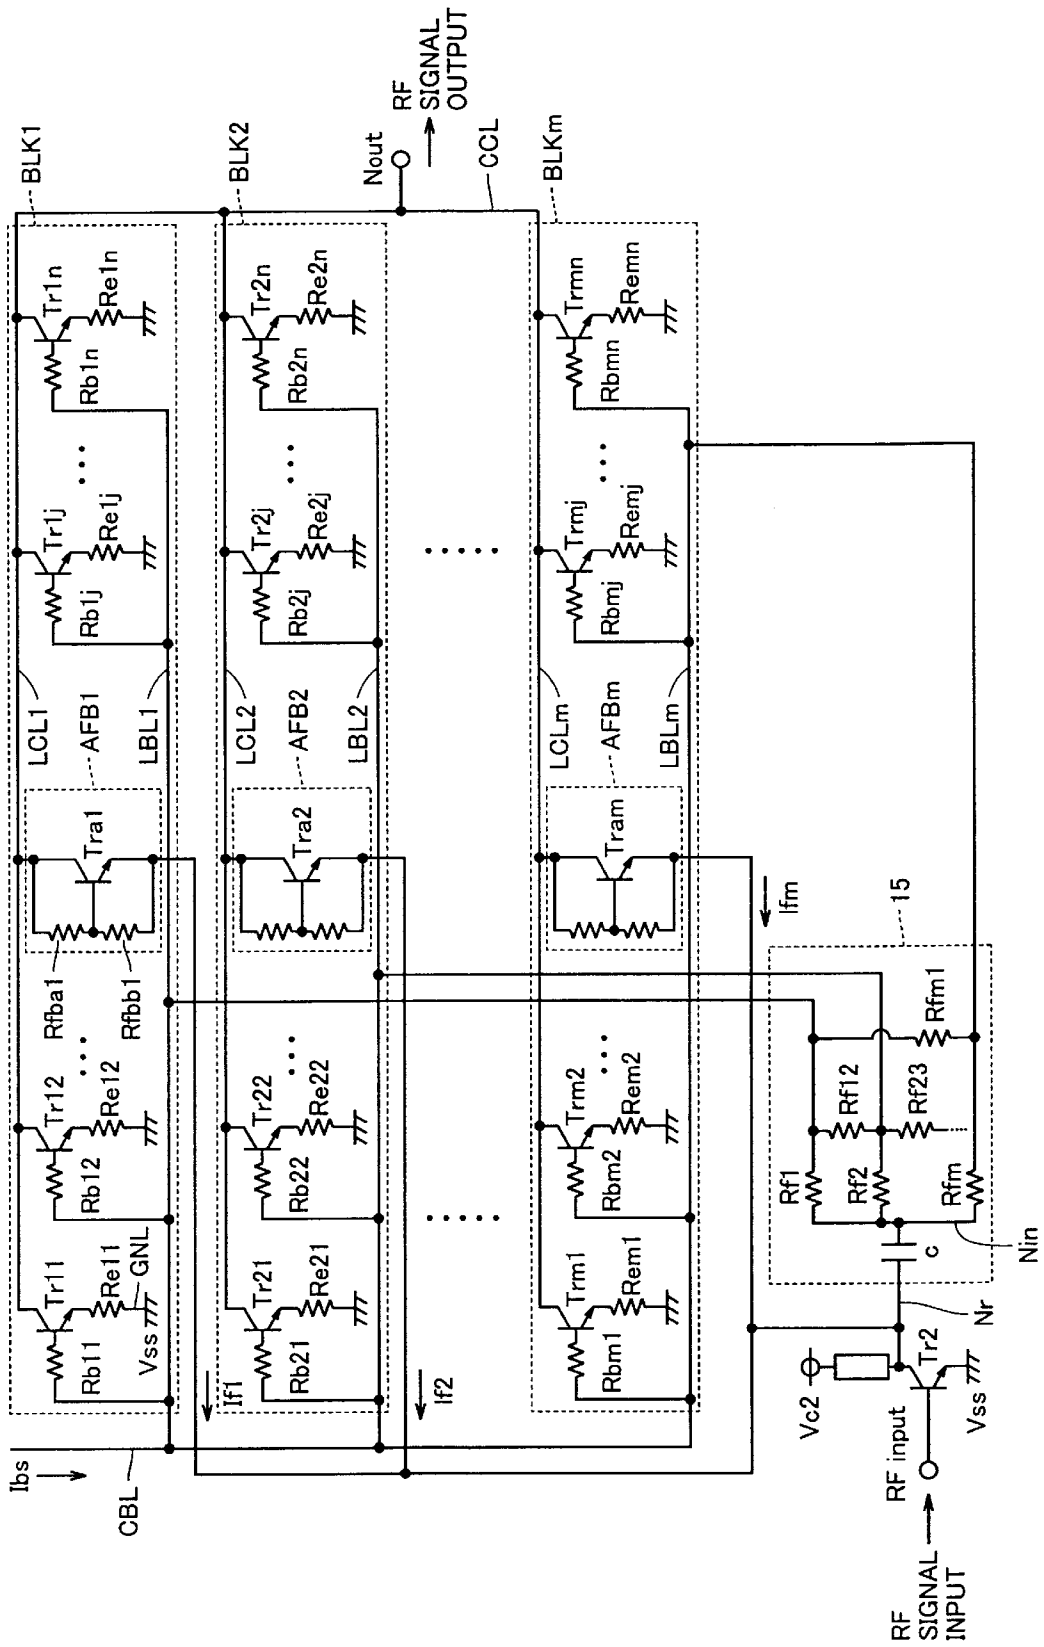 RF
SIGNAL
OUTPUT
Nout
CCL
BLK1
BLK2
BLKm
Ibs
CBL
Tr11
Rb11
Re11
Vss
GNL
Tr12
Rb12
Re12
Rfba1
Rfbb1
Tra1
AFB1
LCL1
LBL1
Tr1j
Rb1j
Re1j
Tr1n
Rb1n
Re1n
If1
Tr21
Rb21
Re21
Tr22
Rb22
Re22
Tra2
AFB2
LCL2
LBL2
Tr2j
Rb2j
Re2j
Tr2n
Rb2n
Re2n
If2
Trm1
Rbm1
Rem1
Trm2
Rbm2
Rem2
Tram
AFBm
LCLm
LBLm
Trmj
Rbmj
Remj
Trmn
Rbmn
Remn
Ifm
15
Rf1
Rf12
Rfm1
Rf2
Rf23
Rfm
c
Nin
Nr
Vc2
Tr2
Vss
RF input
RF
SIGNAL
INPUT